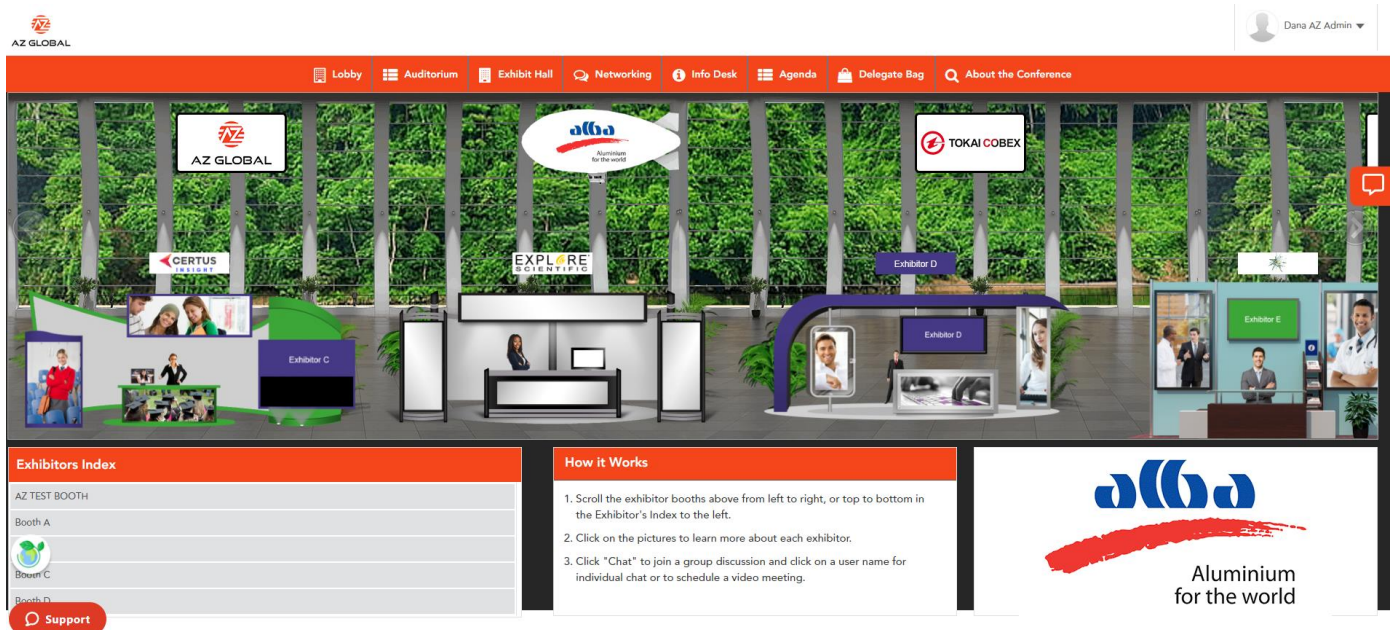 AZ GLOBAL
Dana AZ Admin
Lobby
Auditorium
Exhibit Hall
Networking
Info Desk
Agenda
Delegate Bag
About the Conference
AZ GLOBAL
alba
Aluminium
for the world
TOKAI COBEX
CERTUS
INSIGHT
EXPLORE
SCIENTIFIC
Exhibitor D
Exhibitor C
Exhibitor D
Exhibitor E
Exhibitors Index
AZ TEST BOOTH
Booth A
Booth C
Booth D
Support
How it Works
1. Scroll the exhibitor booths above from left to right, or top to bottom in
the Exhibitor's Index to the left.
2. Click on the pictures to learn more about each exhibitor.
3. Click "Chat" to join a group discussion and click on a user name for
individual chat or to schedule a video meeting.
alba
Aluminium
for the world